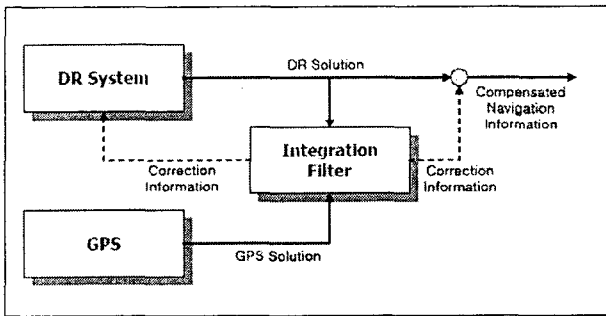 DR System
DR Solution
Compensated
Navigation
Information
Integration
Filter
Correction
Information
Correction
Information
GPS
GPS Solution